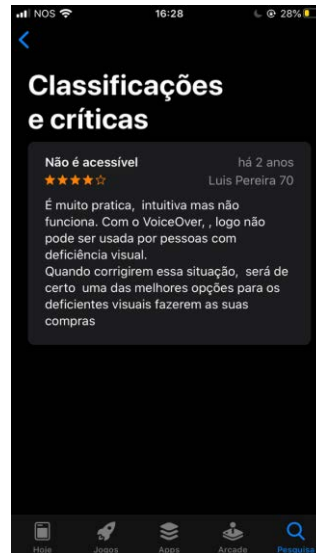 NOS 16:28 28%
Classificações
e críticas
Não é acessível há 2 anos
Luis Pereira 70
É muito pratica, intuitiva mas não
funciona. Com o VoiceOver, , logo não
pode ser usada por pessoas com
deficiência visual.
Quando corrigirem essa situação, será de
certo uma das melhores opções para os
deficientes visuais fazerem as suas
compras
Hoje Jogos Apps Arcade Pesquisa